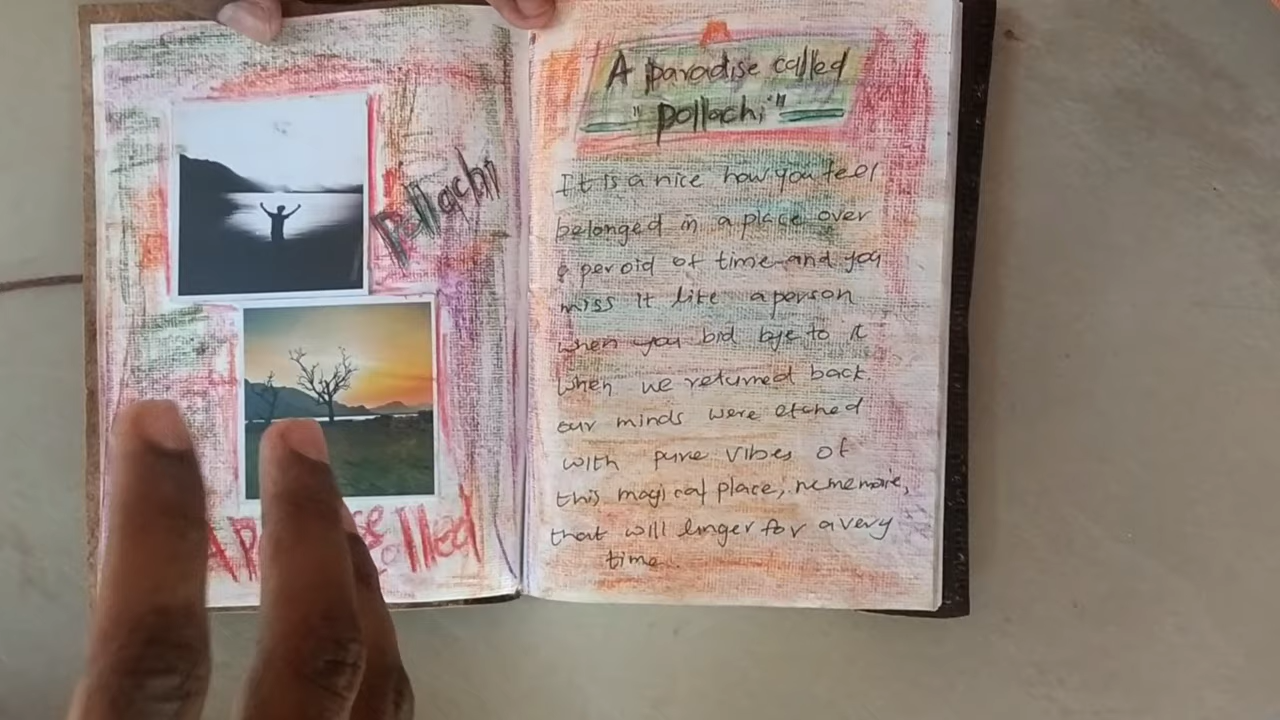 Pollachi
A
lled
A paradise called
"Pollachi"
It is a nice how you feel
belonged in a place over
a peroid of time and you
miss it like a person
when you bid bye to it
When we returned back.
our minds were etched
with pure vibes of
this magical place,
that will linger for a very
time.